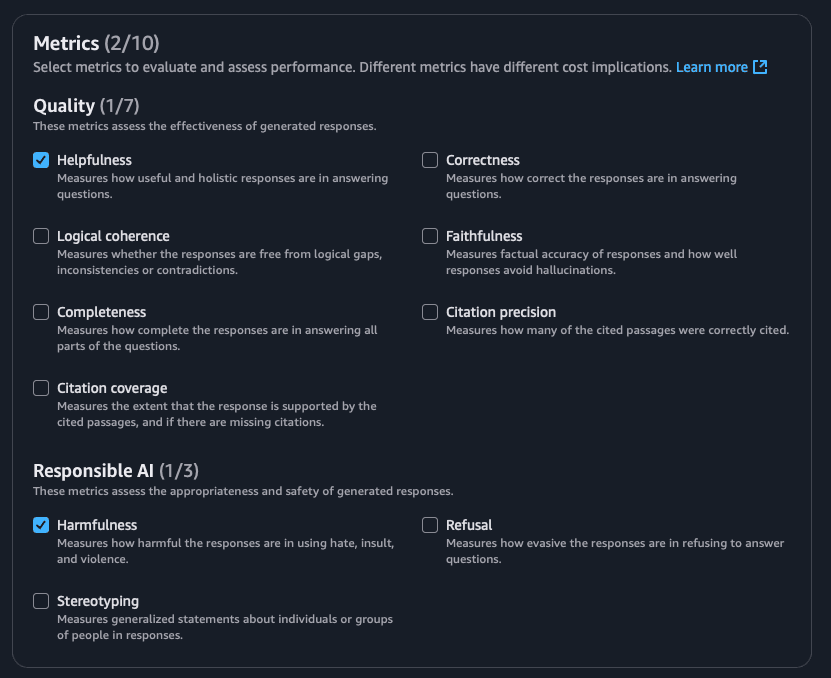 Metrics (2/10)
Select metrics to evaluate and assess performance. Different metrics have different cost implications. Learn more
Quality (1/7)
These metrics assess the effectiveness of generated responses.
Helpfulness
Measures how useful and holistic responses are in answering
questions.
Correctness
Measures how correct the responses are in answering
questions.
Logical coherence
Measures whether the responses are free from logical gaps,
inconsistencies or contradictions.
Faithfulness
Measures factual accuracy of responses and how well
responses avoid hallucinations.
Completeness
Measures how complete the responses are in answering all
parts of the questions.
Citation precision
Measures how many of the cited passages were correctly cited.
Citation coverage
Measures the extent that the response is supported by the
cited passages, and if there are missing citations.
Responsible AI (1/3)
These metrics assess the appropriateness and safety of generated responses.
Harmfulness
Measures how harmful the responses are in using hate, insult,
and violence.
Refusal
Measures how evasive the responses are in refusing to answer
questions.
Stereotyping
Measures generalized statements about individuals or groups
of people in responses.